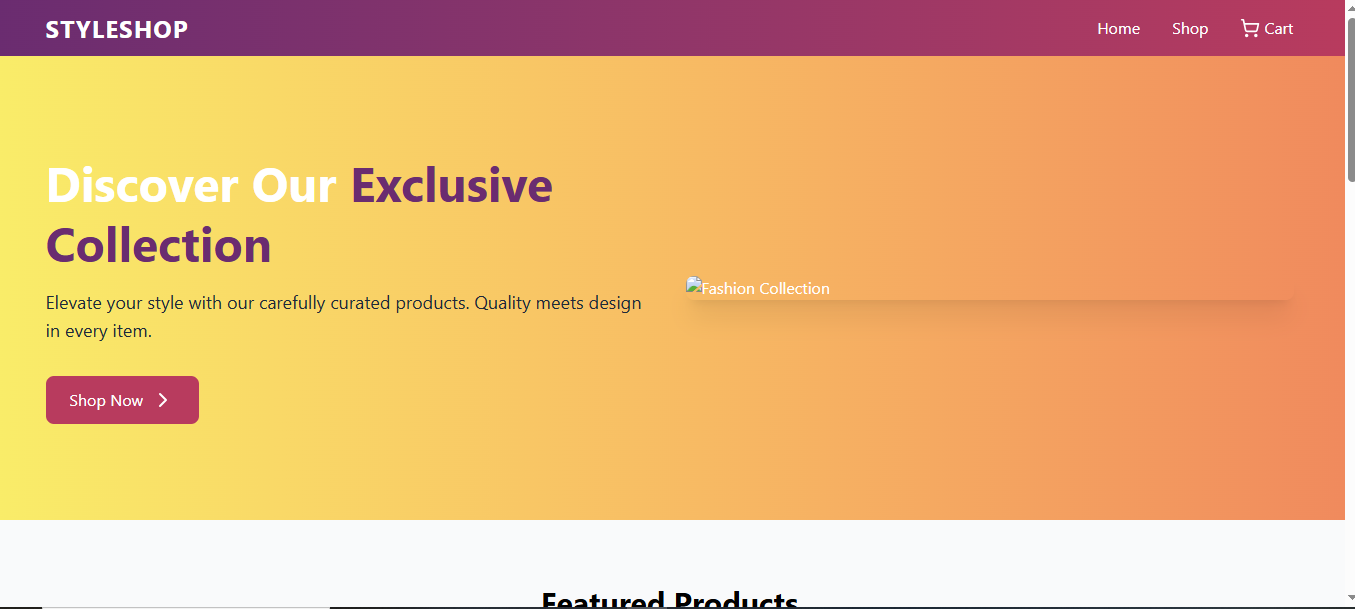 STYLESHOP
Home Shop Cart
Discover Our Exclusive
Collection
Elevate your style with our carefully curated products. Quality meets design
in every item.
Fashion Collection
Shop Now
Featured Products